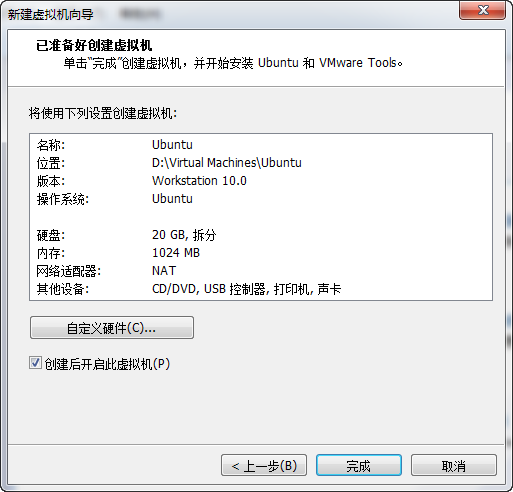 新建虚拟机向导
已准备好创建虚拟机
单击“完成”创建虚拟机，并开始安装 Ubuntu 和 VMware Tools。
将使用下列设置创建虚拟机：
名称: Ubuntu
位置: D:\Virtual Machines\Ubuntu
版本: Workstation 10.0
操作系统: Ubuntu
硬盘: 20 GB, 拆分
内存: 1024 MB
网络适配器: NAT
其他设备: CD/DVD, USB 控制器, 打印机, 声卡
自定义硬件(C)...
创建后开启此虚拟机(P)
< 上一步(B) 完成 取消